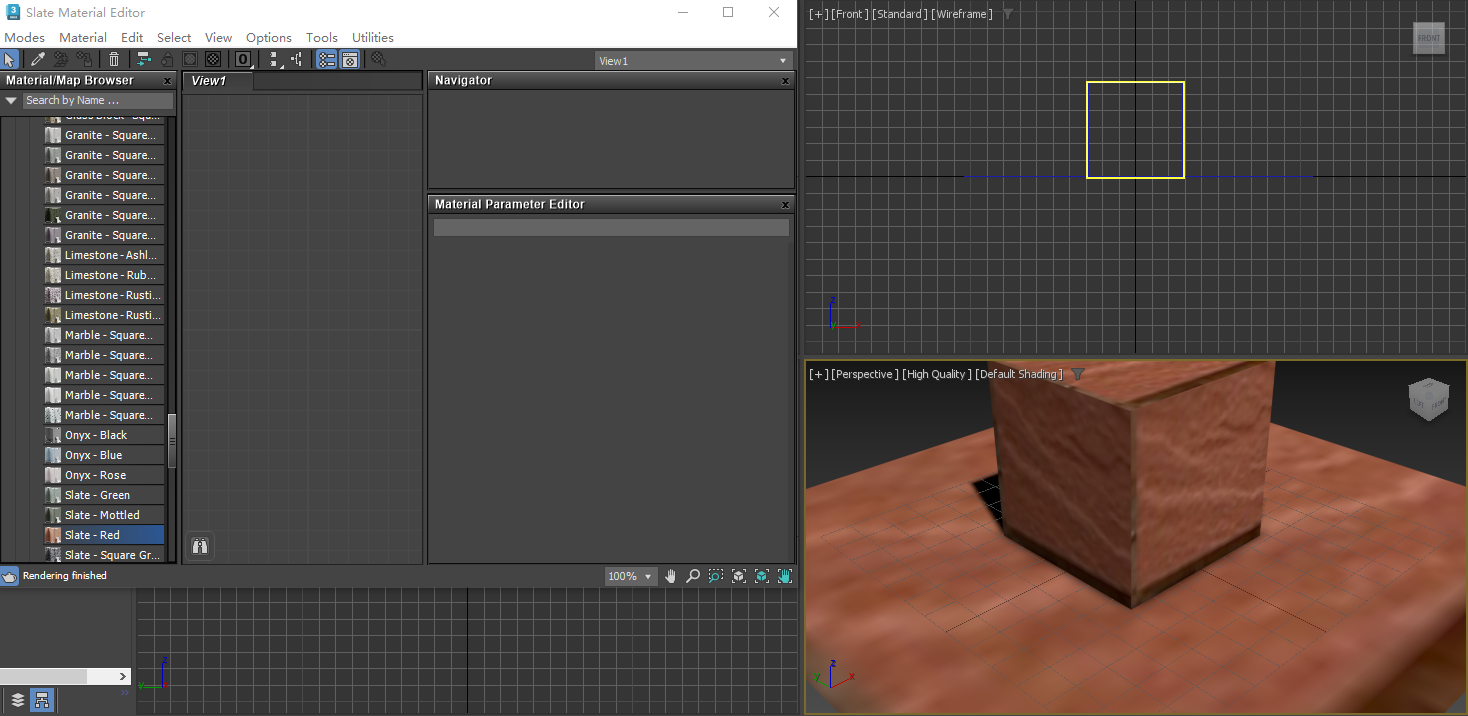 Slate Material Editor
Modes Material Edit Select View Options Tools Utilities
0
View1
Material/Map Browser x
Search by Name ...
Granite - Square...
Granite - Square...
Granite - Square...
Granite - Square...
Granite - Square...
Granite - Square...
Limestone - Ashl...
Limestone - Rub...
Limestone - Rusti...
Limestone - Rusti...
Marble - Square...
Marble - Square...
Marble - Square...
Marble - Square...
Marble - Square...
Onyx - Black
Onyx - Blue
Onyx - Rose
Slate - Green
Slate - Mottled
Slate - Red
Slate - Square Gr...
View1
Navigator x
Material Parameter Editor x
Rendering finished
100%
z
y
[+] [Front ] [Standard ] [Wireframe ]
FRONT
z
y x
[+] [Perspective ] [High Quality ] [Default Shading ]
LEFT FRONT
z
y x